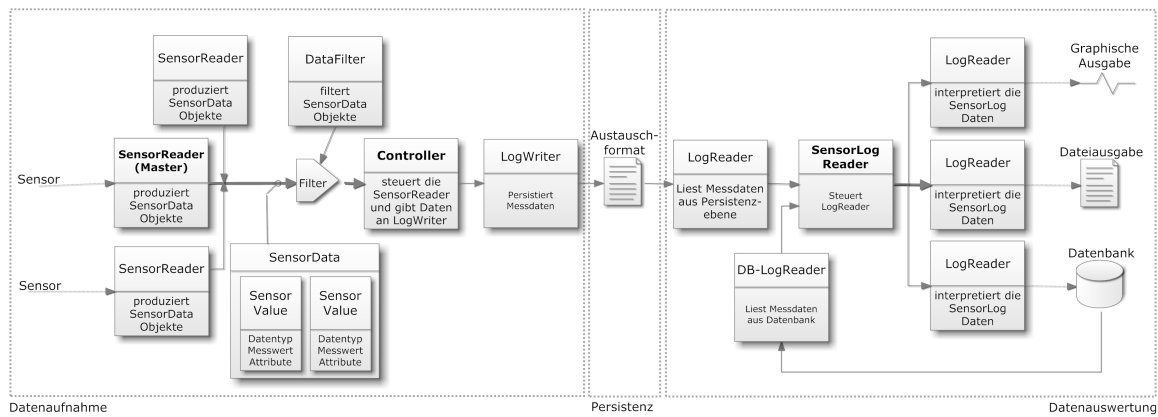 SensorReader
produziert
SensorData
Objekte
DataFilter
filtert
SensorData
Objekte
Sensor
SensorReader
(Master)
produziert
SensorData
Objekte
Filter
Controller
steuert die
SensorReader
und gibt Daten
an LogWriter
LogWriter
Persistiert
Messdaten
Sensor
SensorReader
produziert
SensorData
Objekte
SensorData
Sensor
Value
Datentyp
Messwert
Attribute
Sensor
Value
Datentyp
Messwert
Attribute
Datenaufnahme
Austausch-
format
Persistenz
LogReader
Liest Messdaten
aus Persistenz-
ebene
SensorLog
Reader
Steuert
LogReader
DB-LogReader
Liest Messdaten
aus Datenbank
LogReader
interpretiert die
SensorLog
Daten
Graphische
Ausgabe
LogReader
interpretiert die
SensorLog
Daten
Dateiausgabe
LogReader
interpretiert die
SensorLog
Daten
Datenbank
Datenauswertung